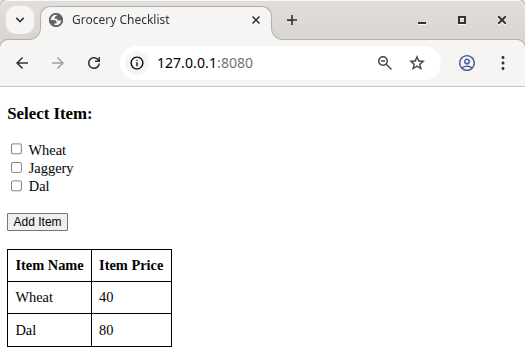 Grocery Checklist
127.0.0.1:8080
Select Item:
Wheat
Jaggery
Dal
Add Item
Item Name Item Price
Wheat 40
Dal 80